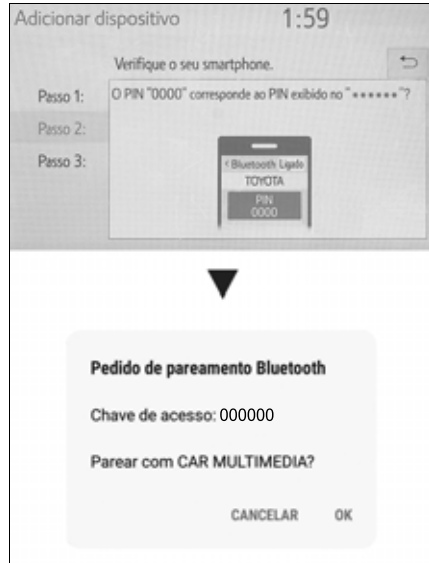 Adicionar dispositivo 1:59
Verifique o seu smartphone.
Passo 1:
O PIN "0000" corresponde ao PIN exibido no "******"?
Passo 2:
Passo 3:
< Bluetooth Ligado
TOYOTA
PIN
0000
Pedido de pareamento Bluetooth
Chave de acesso: 000000
Parear com CAR MULTIMEDIA?
CANCELAR OK